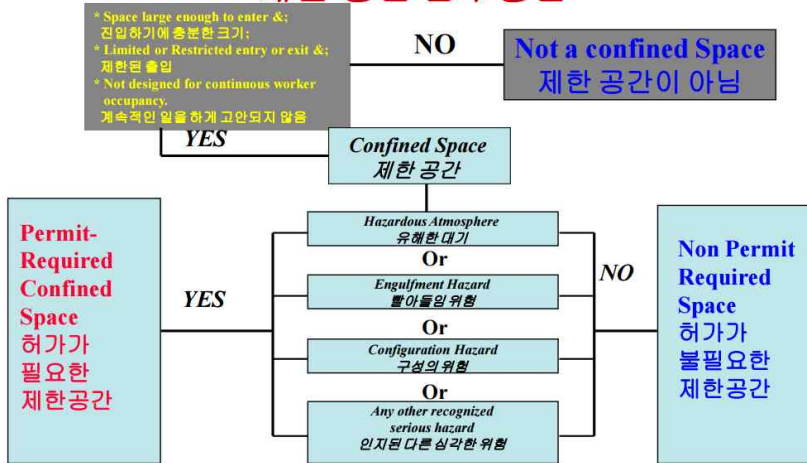 * Space large enough to enter &;
진입하기에 충분한 크기;
* Limited or Restricted entry or exit &;
제한된 출입
* Not designed for continuous worker
occupancy.
계속적인 일을 하게 고안되지 않음
NO
Not a confined Space
제한 공간이 아님
YES
Confined Space
제한 공간
Permit-
Required
Confined
Space
허가가
필요한
제한공간
YES
Hazardous Atmosphere
유해한 대기
Or
Engulfment Hazard
빨아들임 위험
Or
Configuration Hazard
구성의 위험
Or
Any other recognized
serious hazard
인지된 다른 심각한 위험
NO
Non Permit
Required
Space
허가가
불필요한
제한공간